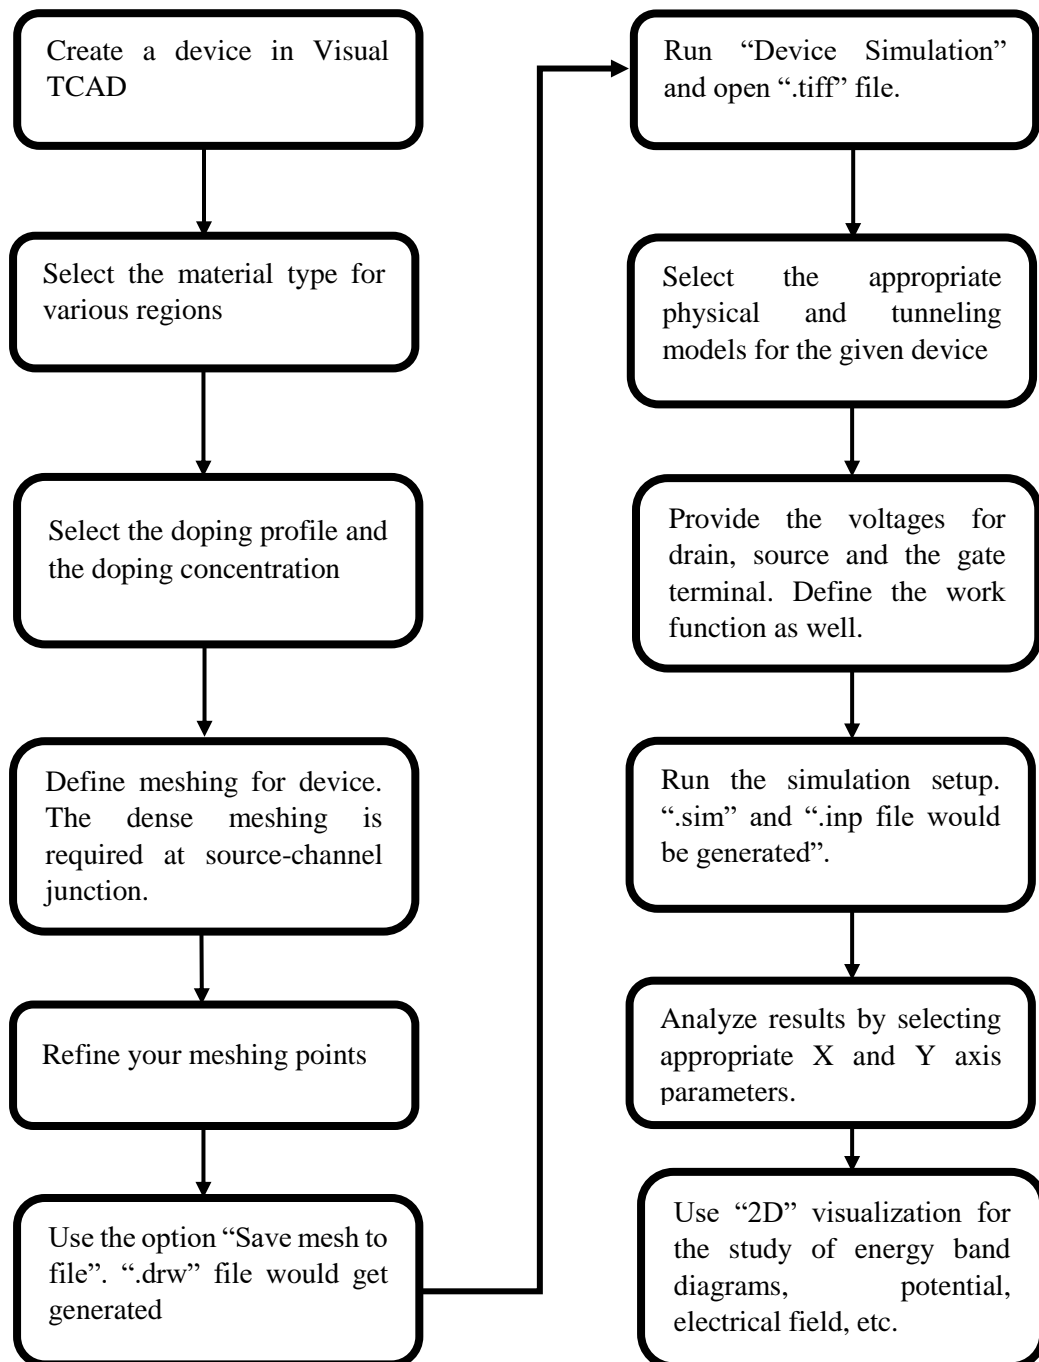 Create a device in Visual
TCAD
Select the material type for
various regions
Select the doping profile and
the doping concentration
Define meshing for device.
The dense meshing is
required at source-channel
junction.
Refine your meshing points
Use the option “Save mesh to
file”. “.drw” file would get
generated
Run “Device Simulation”
and open “.tiff” file.
Select the appropriate
physical and tunneling
models for the given device
Provide the voltages for
drain, source and the gate
terminal. Define the work
function as well.
Run the simulation setup.
“.sim” and “.inp file would
be generated”.
Analyze results by selecting
appropriate X and Y axis
parameters.
Use “2D” visualization for
the study of energy band
diagrams, potential,
electrical field, etc.